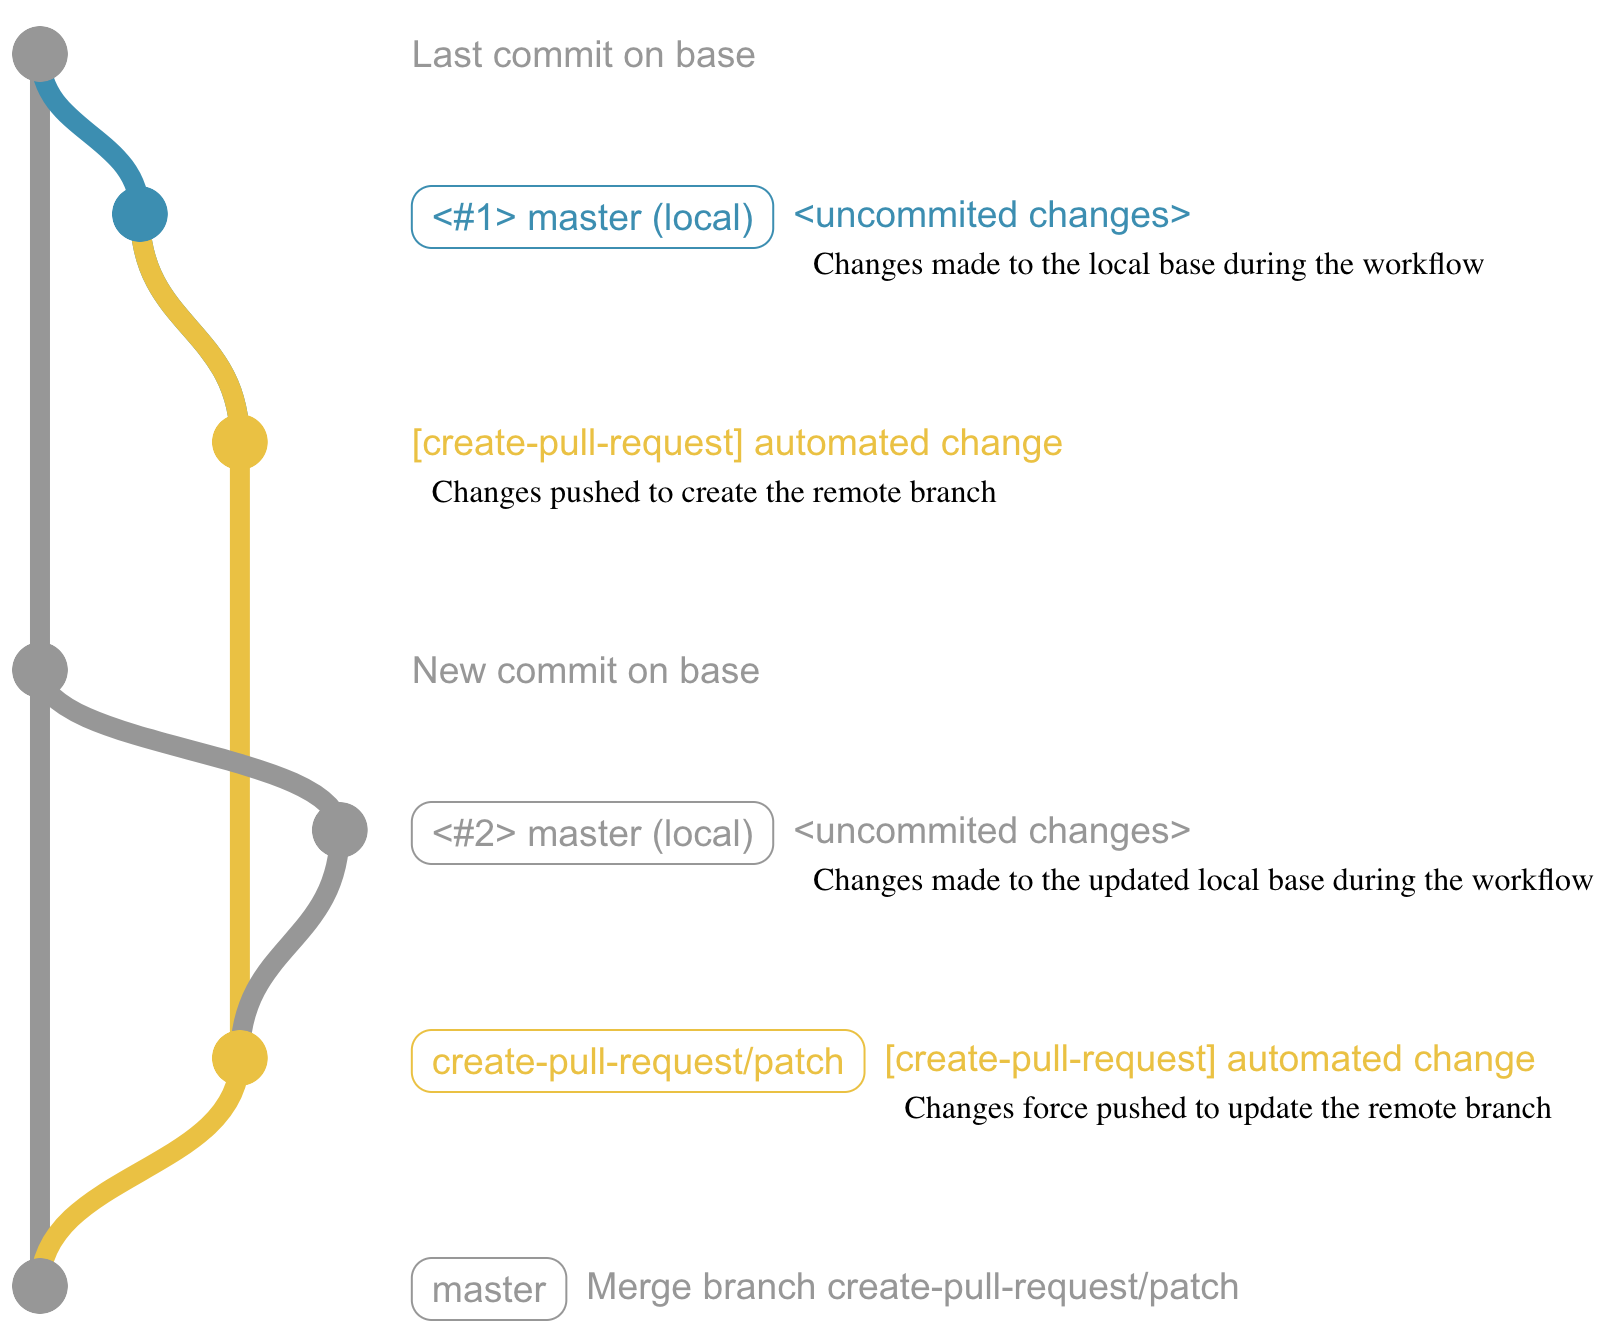 Last commit on base
<#1> master (local) <uncommited changes>
Changes made to the local base during the workflow
[create-pull-request] automated change
Changes pushed to create the remote branch
New commit on base
<#2> master (local) <uncommited changes>
Changes made to the updated local base during the workflow
create-pull-request/patch [create-pull-request] automated change
Changes force pushed to update the remote branch
master Merge branch create-pull-request/patch